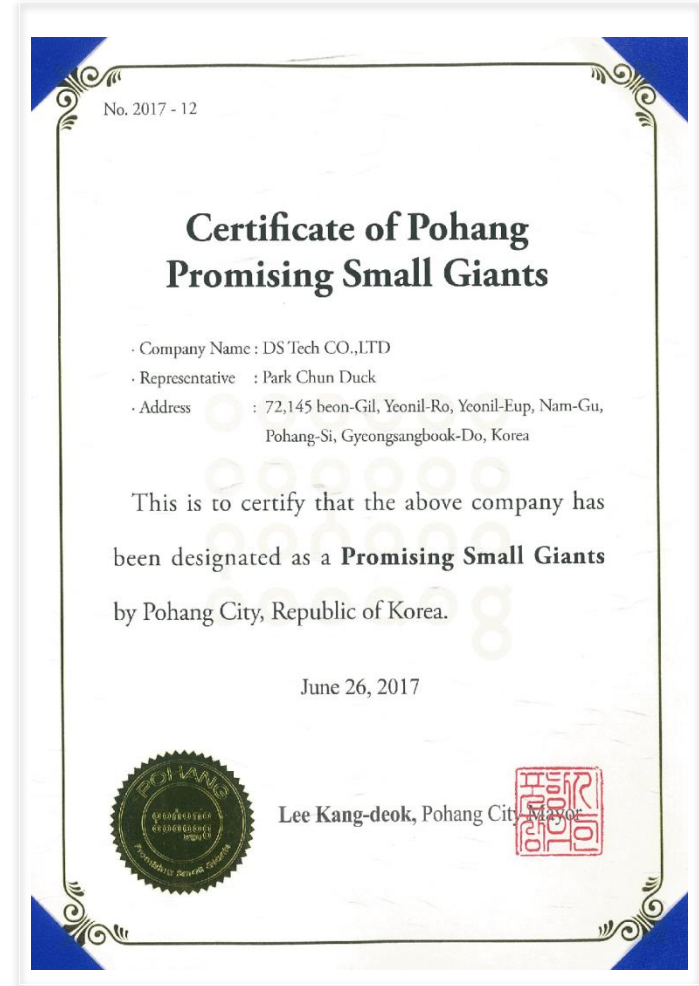 No. 2017 - 12
Certificate of Pohang
Promising Small Giants
· Company Name : DS Tech CO.,LTD
· Representative : Park Chun Duck
· Address : 72,145 beon-Gil, Yeonil-Ro, Yeonil-Eup, Nam-Gu,
Pohang-Si, Gyeongsangbook-Do, Korea
This is to certify that the above company has
been designated as a Promising Small Giants
by Pohang City, Republic of Korea.
June 26, 2017
Lee Kang-deok, Pohang City Mayor
POHANG
Promising Small Giants